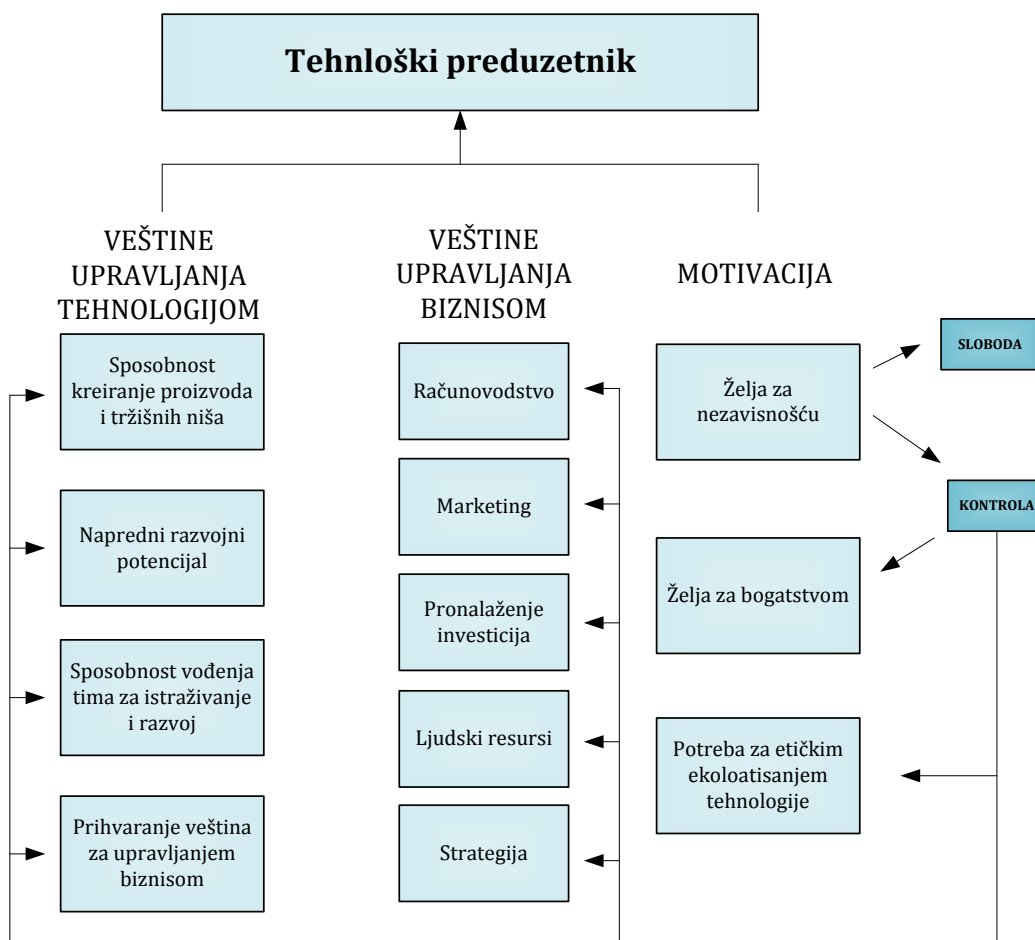 Tehnloški preduzetnik
VEŠTINE
UPRAVLJANJA
TEHNOLOGIJOM
Sposobnost
kreiranje proizvoda
i tržišnih niša
Napredni razvojni
potencijal
Sposobnost vođenja
tima za istraživanje
i razvoj
Prihvaranje veština
za upravljanjem
biznisom
VEŠTINE
UPRAVLJANJA
BIZNISOM
Računovodstvo
Marketing
Pronalaženje
investicija
Ljudski resursi
Strategija
MOTIVACIJA
Želja za
nezavisnošću
Želja za bogatstvom
Potreba za etičkim
ekoloatisanjem
tehnologije
SLOBODA
KONTROLA